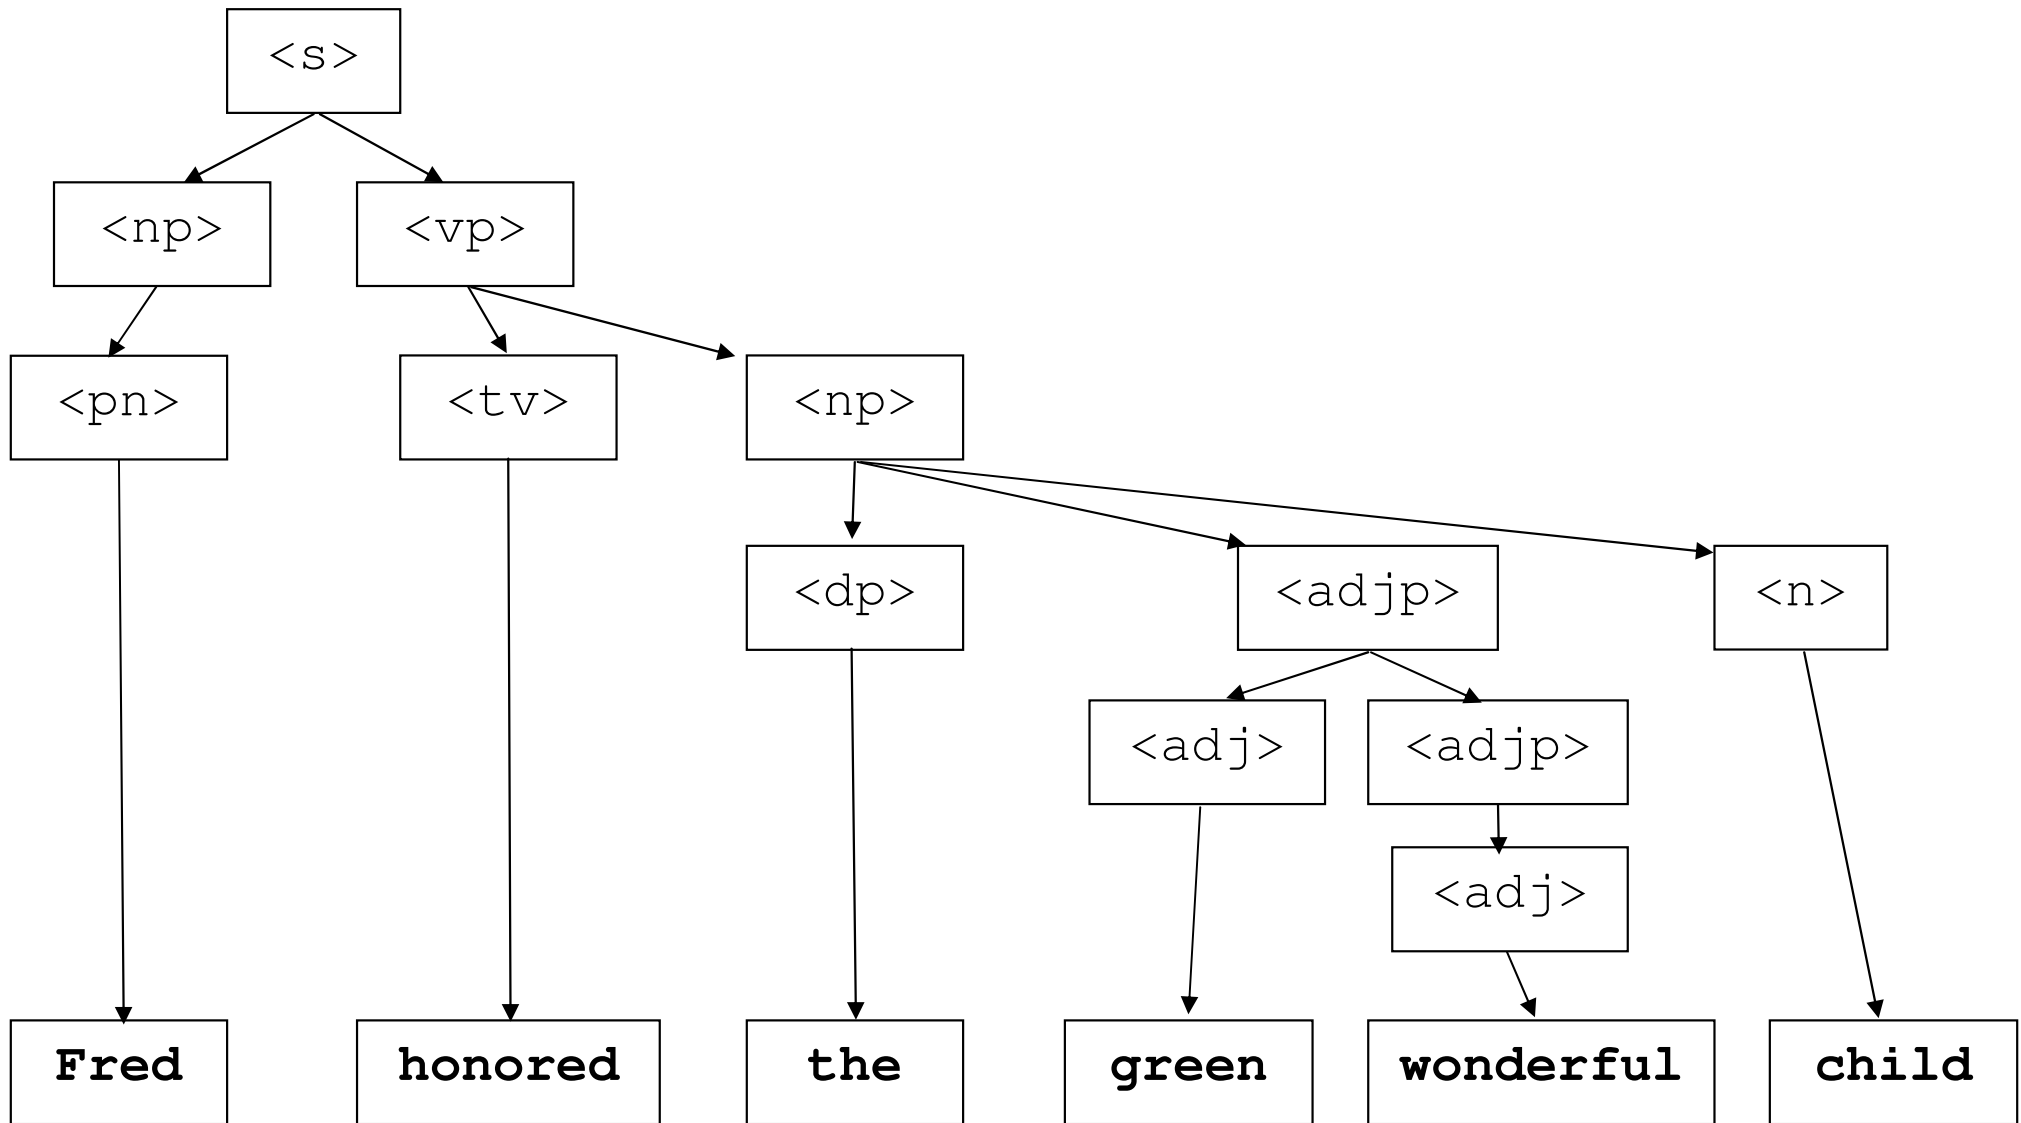 <s>
<np> <vp>
<pn> <tv> <np>
<dp> <adjp> <n>
<adj> <adjp>
<adj>
Fred honored the green wonderful child